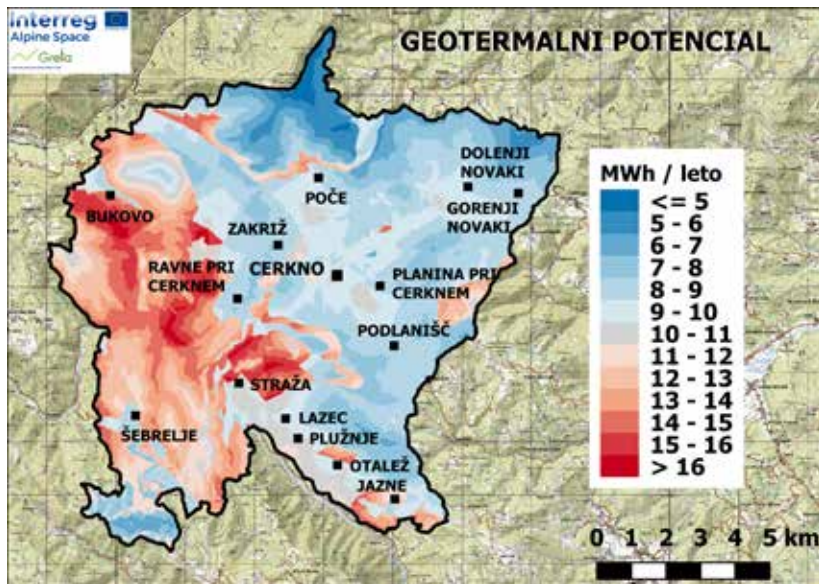 Interreg
Alpine Space
Greta
GEOTERMALNI POTENCIAL
DOLENJI
NOVAKI
POČE
GORENJI
NOVAKI
BUKOVO
ZAKRIŽ
RAVNE PRI
CERKNEM
CERKNO
PLANINA PRI
CERKNEM
PODLANIŠČ
STRAŽA
LAZEC
ŠEBRELJE
PLUŽNJE
OTALEŽ
JAZNE
MWh / leto
<= 5
5 - 6
6 - 7
7 - 8
8 - 9
9 - 10
10 - 11
11 - 12
12 - 13
13 - 14
14 - 15
15 - 16
> 16
0 1 2 3 4 5 km